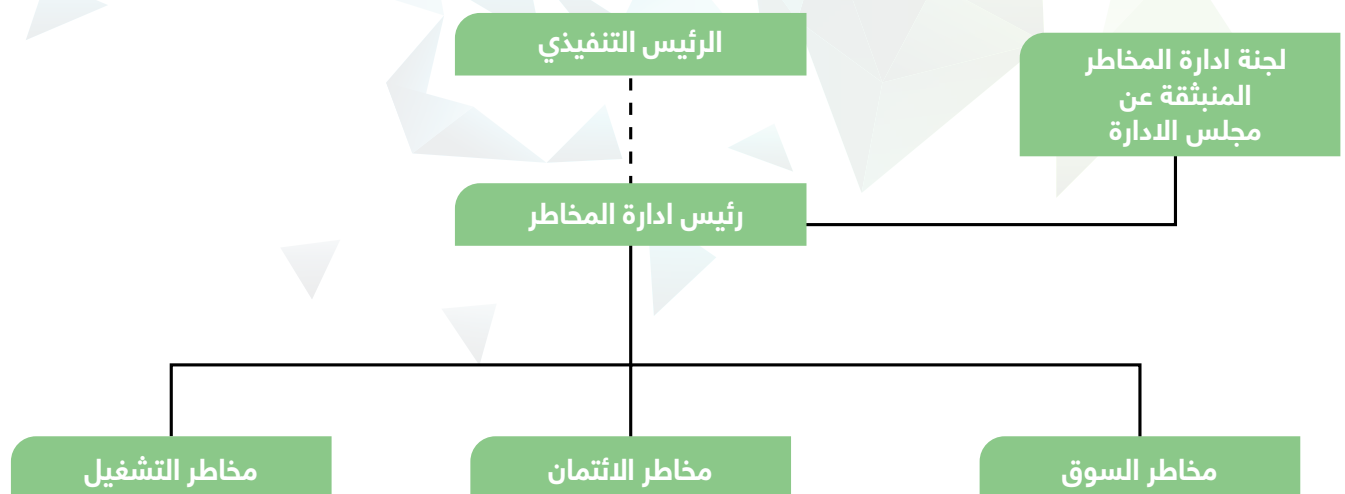 الرئيس التنفيذي
لجنة ادارة المخاطر
المنبثقة عن
مجلس الادارة
رئيس ادارة المخاطر
مخاطر السوق
مخاطر الائتمان
مخاطر التشغيل